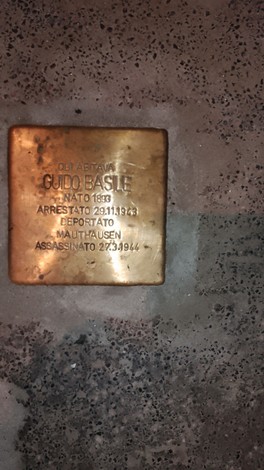 QUI ABITAVA
GUIDO BASILE
NATO 1893
ARRESTATO 29.11.1943
DEPORTATO
MAUTHAUSEN
ASSASSINATO 27.3.1944